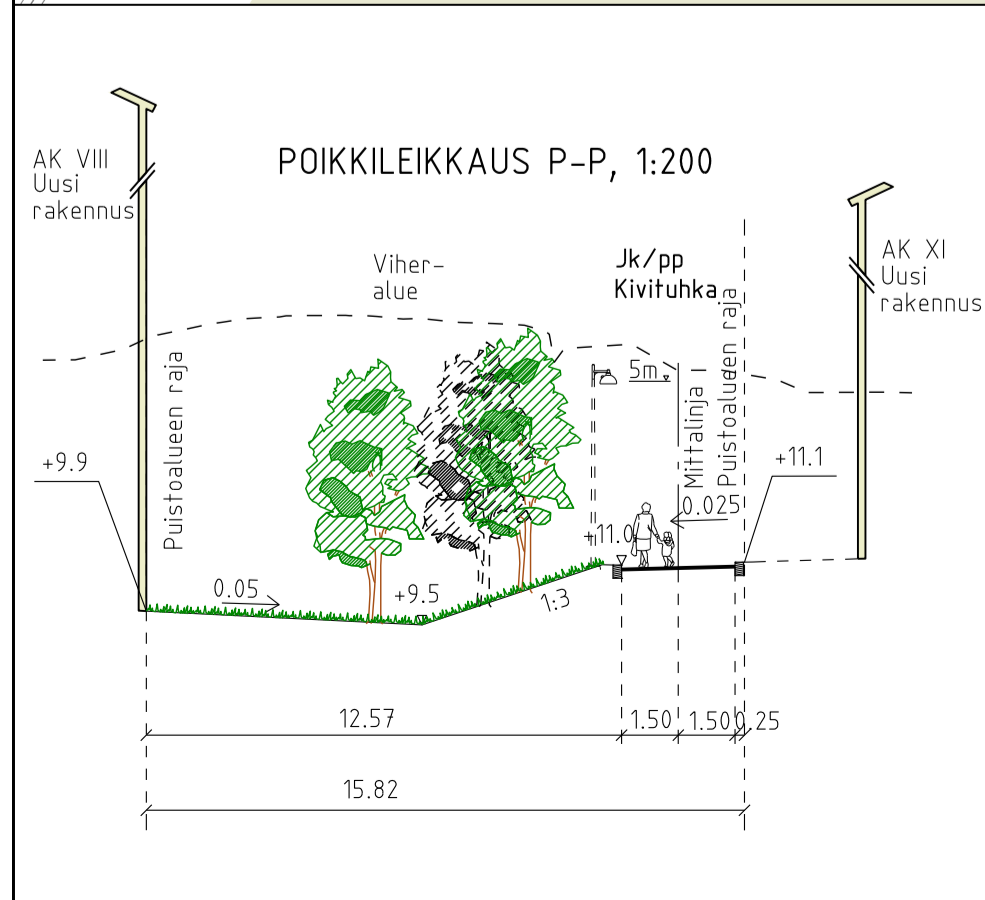 POIKKILEIKKAUS P-P, 1:200
AK VIII
Uusi
rakennus
Viher-
alue
Jk/pp
Kivituhka
AK XI
Uusi
rakennus
Puistoalueen raja
5m
Mittalinja I
Puistoalueen raja
+9.9
+11.1
0.025
+11.0
0.05
+9.5
1:3
12.57
1.50
1.50
0.25
15.82